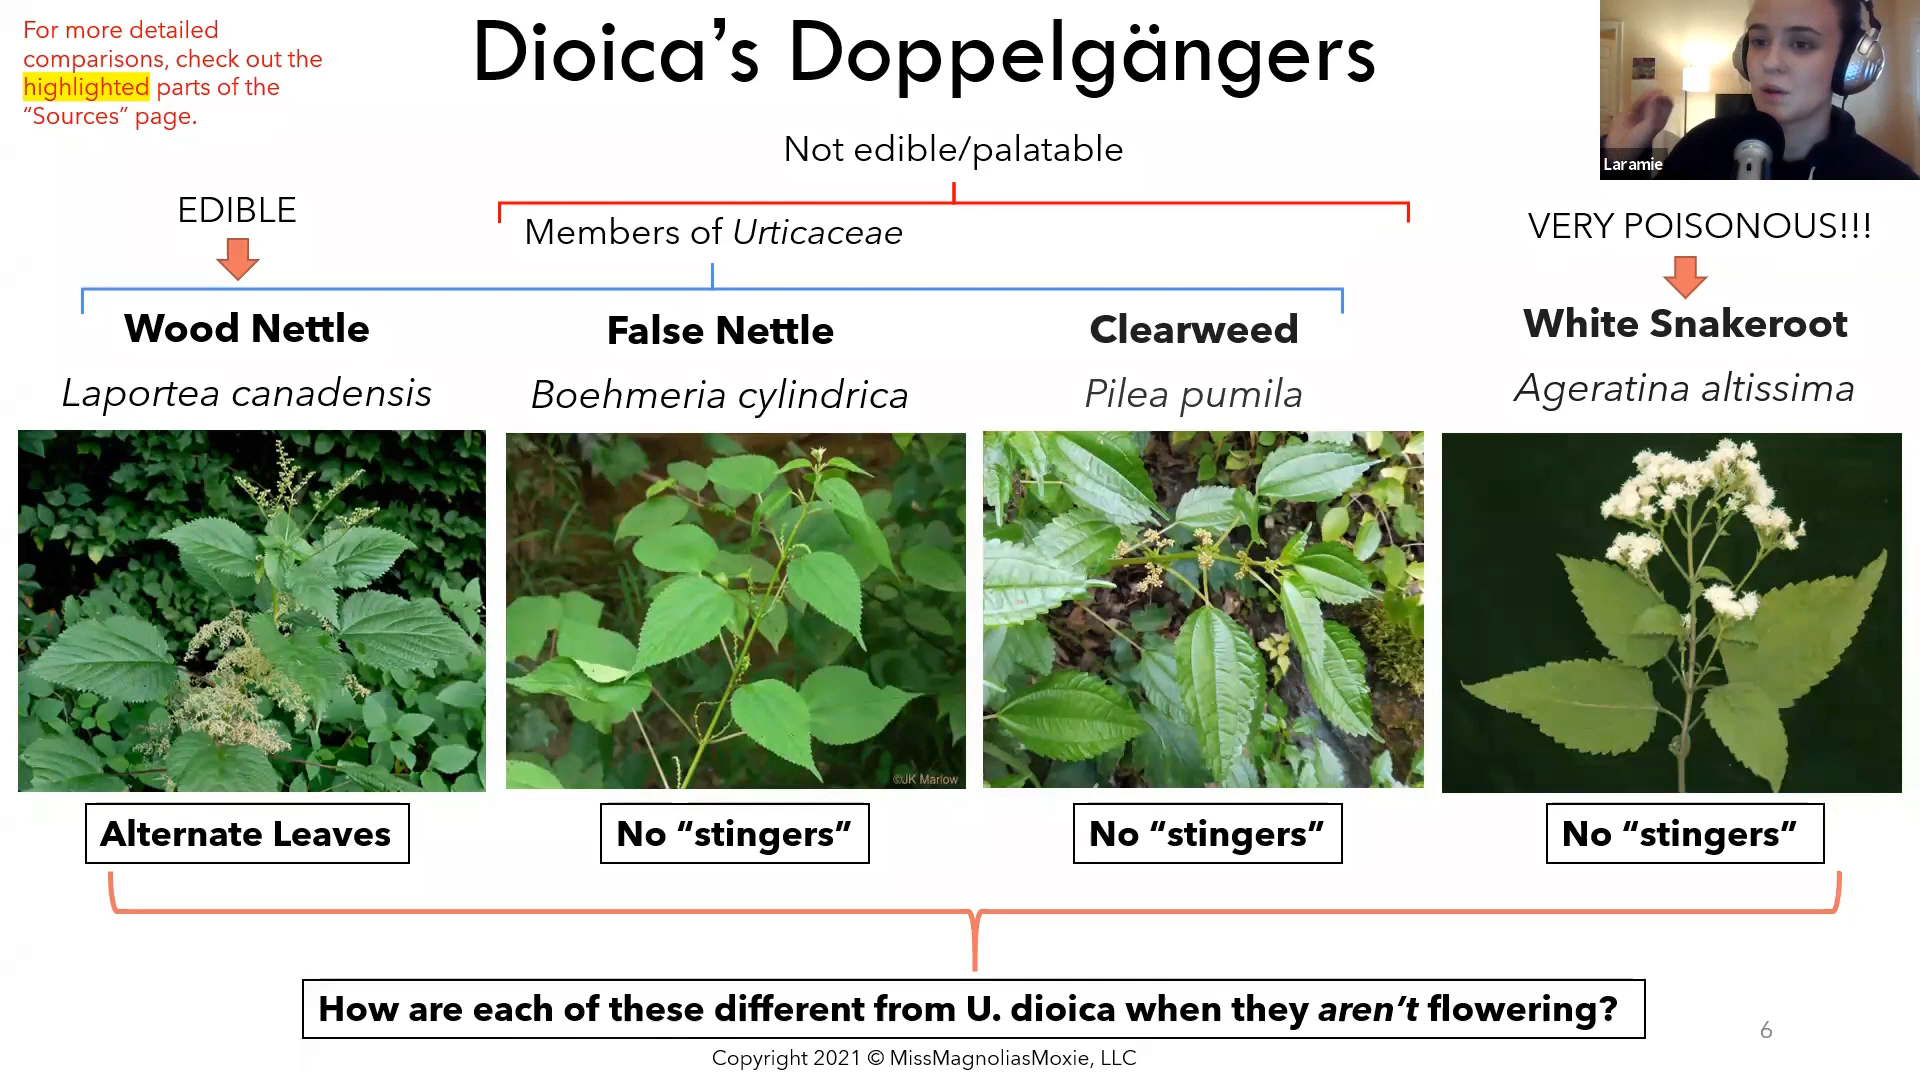 For more detailed
comparisons, check out the
highlighted parts of the
“Sources” page.
Dioica’s Doppelgängers
Laramie
Not edible/palatable
EDIBLE
Members of Urticaceae
VERY POISONOUS!!!
Wood Nettle
False Nettle
Clearweed
White Snakeroot
Laportea canadensis
Boehmeria cylindrica
Pilea pumila
Ageratina altissima
©JK Marlow
Alternate Leaves
No “stingers”
No “stingers”
No “stingers”
How are each of these different from U. dioica when they aren’t flowering?
6
Copyright 2021 © MissMagnoliasMoxie, LLC